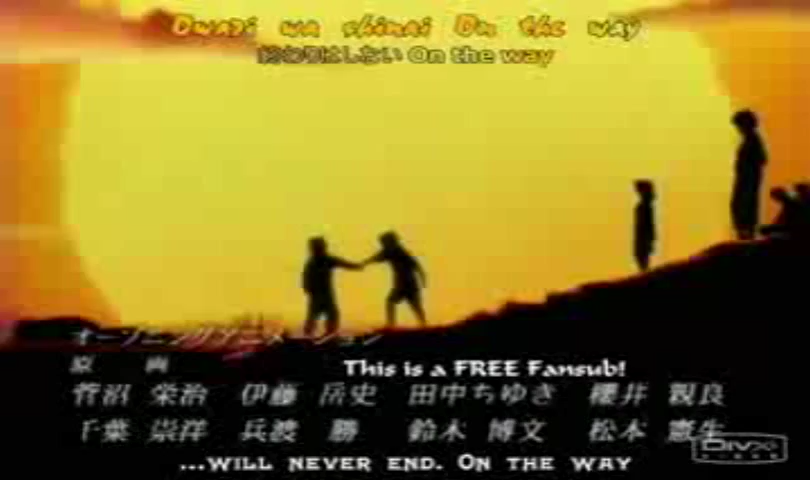 Owari wa shinai On the way
終わりはしない On the way
オープニングアニメーション
原 画
This is a FREE Fansub!
菅沼 栄治 伊藤 岳史 田中ちゆき 櫻井 親良
千葉 崇洋 兵渡 勝 鈴木 博文 松本 憲生
DIVX
...WILL NEVER END. ON THE WAY